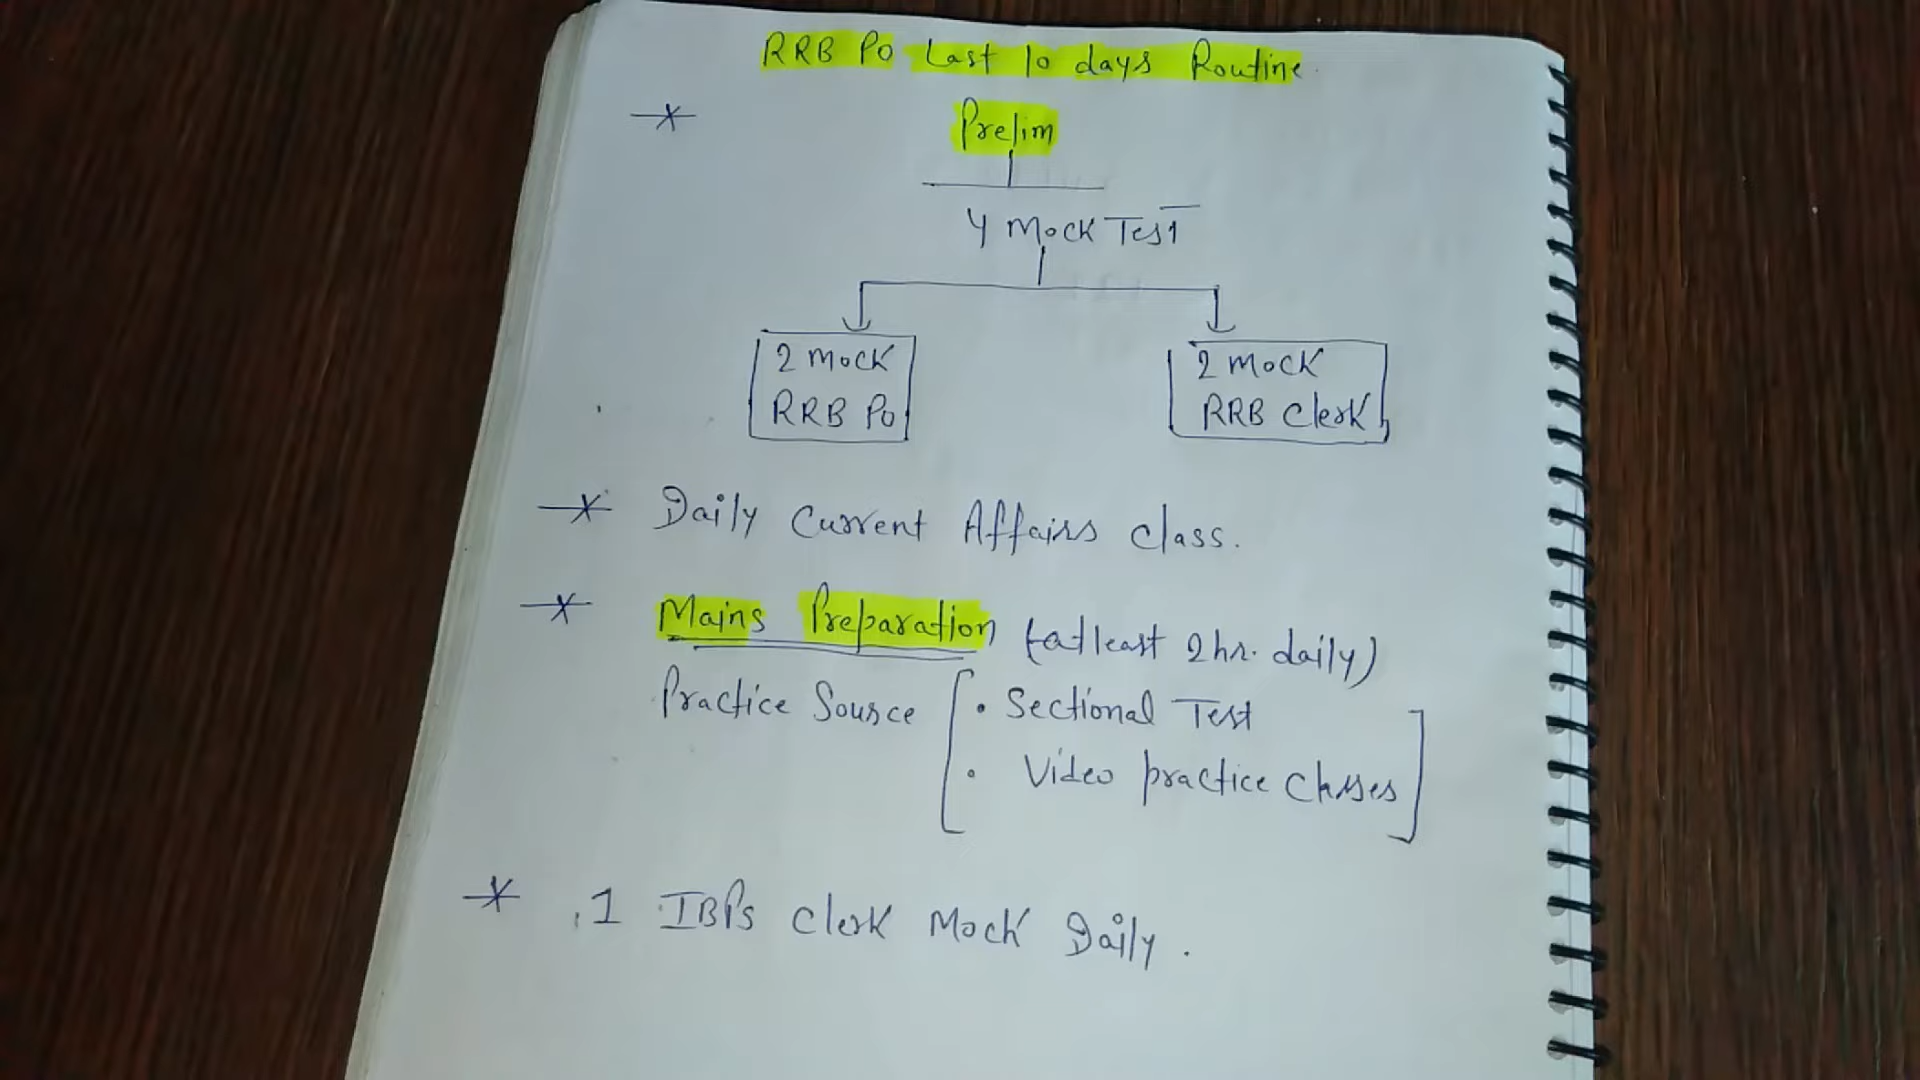 RRB PO Last 10 days Routine.
Prelim
4 Mock Test
2 Mock
RRB PO
2 Mock
RRB Clerk
Daily Current Affairs class.
Mains Preparation (atleast 2hr. daily)
Practice Source
• Sectional Test
• Video practice classes
1 IBPS Clerk Mock Daily.